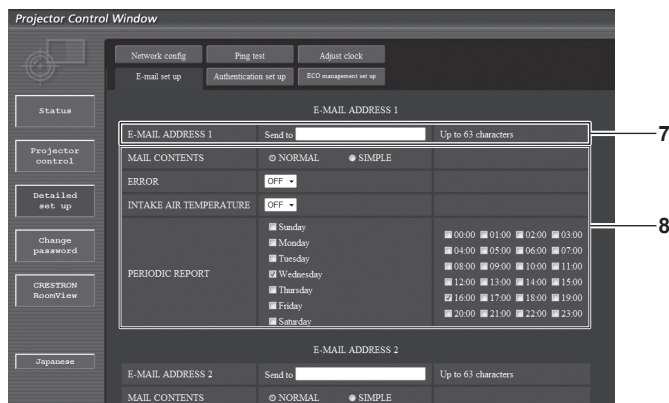 Projector Control Window
Network config Ping test Adjust clock
E-mail set up Authentication set up ECO management set up
Status
Projector control
Detailed set up
Change password
CRESTRON RoomView
Japanese
E-MAIL ADDRESS 1
E-MAIL ADDRESS 1 Send to Up to 63 characters
7
MAIL CONTENTS NORMAL SIMPLE
ERROR OFF
INTAKE AIR TEMPERATURE OFF
8
PERIODIC REPORT
Sunday
Monday
Tuesday
Wednesday
Thursday
Friday
Saturday
00:00 01:00 02:00 03:00
04:00 05:00 06:00 07:00
08:00 09:00 10:00 11:00
12:00 13:00 14:00 15:00
16:00 17:00 18:00 19:00
20:00 21:00 22:00 23:00
E-MAIL ADDRESS 2
E-MAIL ADDRESS 2 Send to Up to 63 characters
MAIL CONTENTS NORMAL SIMPLE